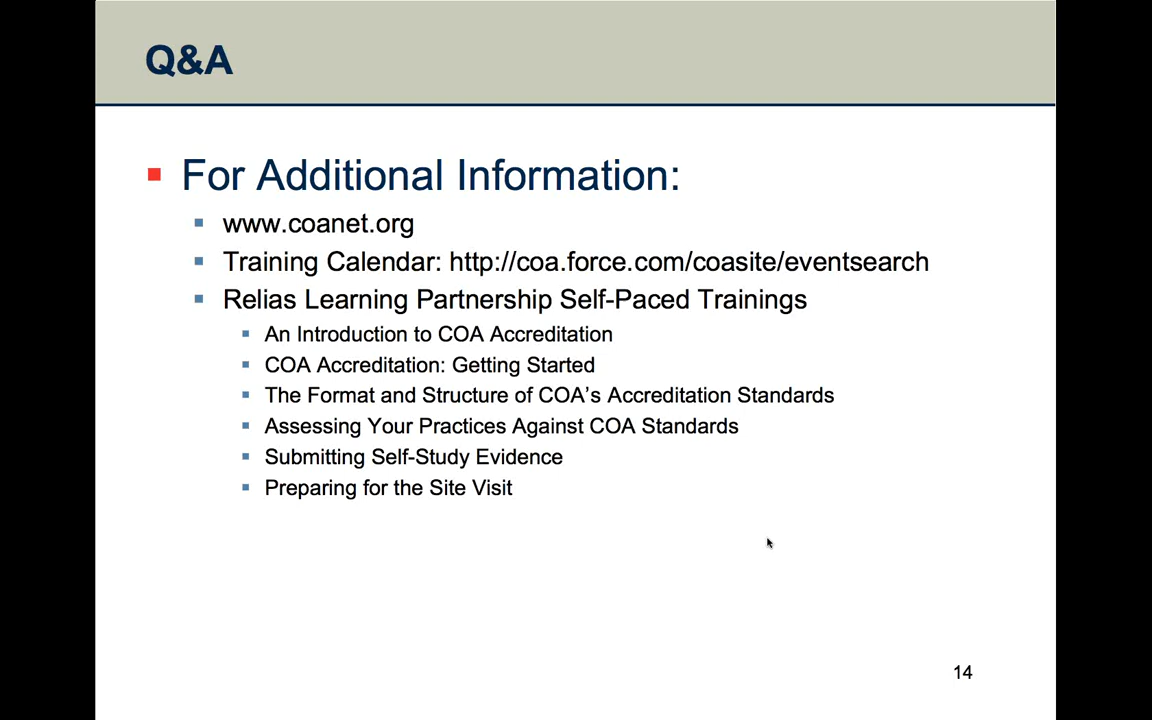 Q&A
For Additional Information:
www.coanet.org
Training Calendar: http://coa.force.com/coasite/eventsearch
Relias Learning Partnership Self-Paced Trainings
An Introduction to COA Accreditation
COA Accreditation: Getting Started
The Format and Structure of COA’s Accreditation Standards
Assessing Your Practices Against COA Standards
Submitting Self-Study Evidence
Preparing for the Site Visit
14